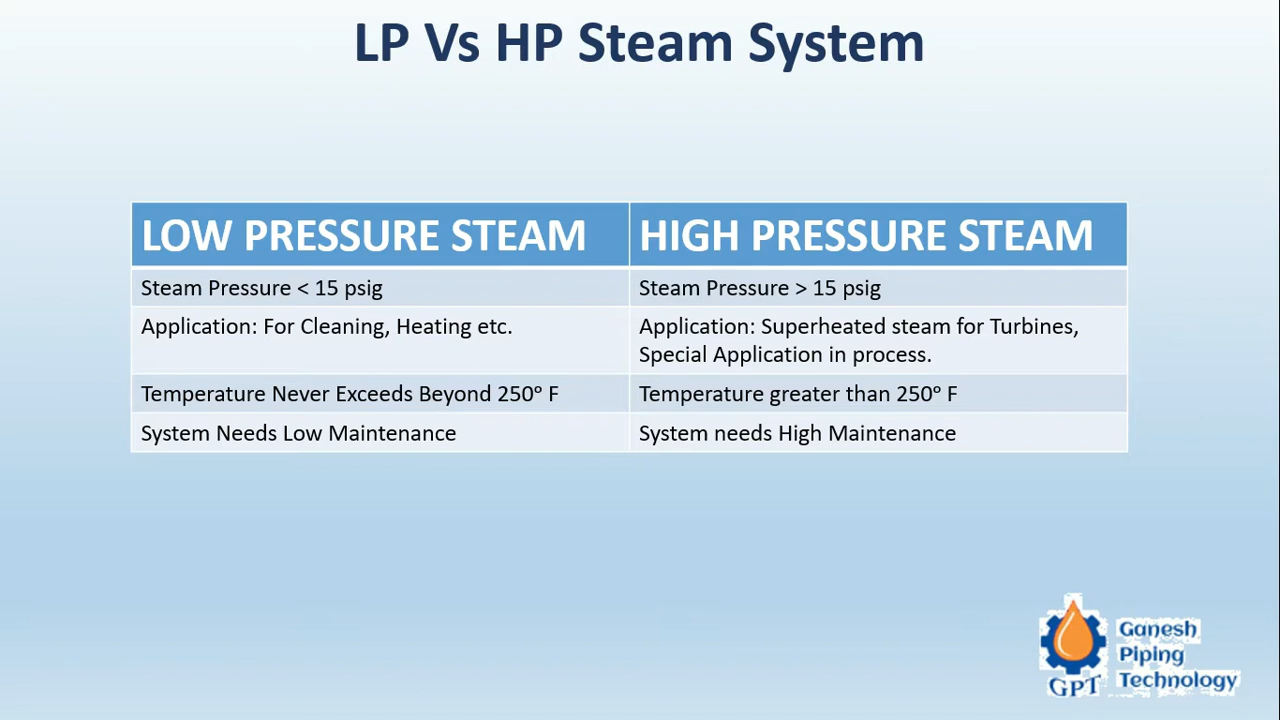 LP Vs HP Steam System
LOW PRESSURE STEAM
HIGH PRESSURE STEAM
Steam Pressure < 15 psig
Steam Pressure > 15 psig
Application: For Cleaning, Heating etc.
Application: Superheated steam for Turbines,
Special Application in process.
Temperature Never Exceeds Beyond 250° F
Temperature greater than 250° F
System Needs Low Maintenance
System needs High Maintenance
Ganesh
Piping
Technology
GPT